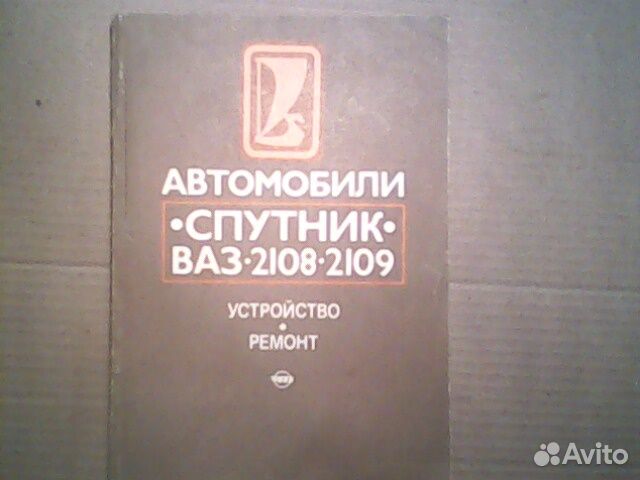 АВТОМОБИЛИ
•СПУТНИК•
ВАЗ·2108·2109
УСТРОЙСТВО
•
РЕМОНТ
Avito